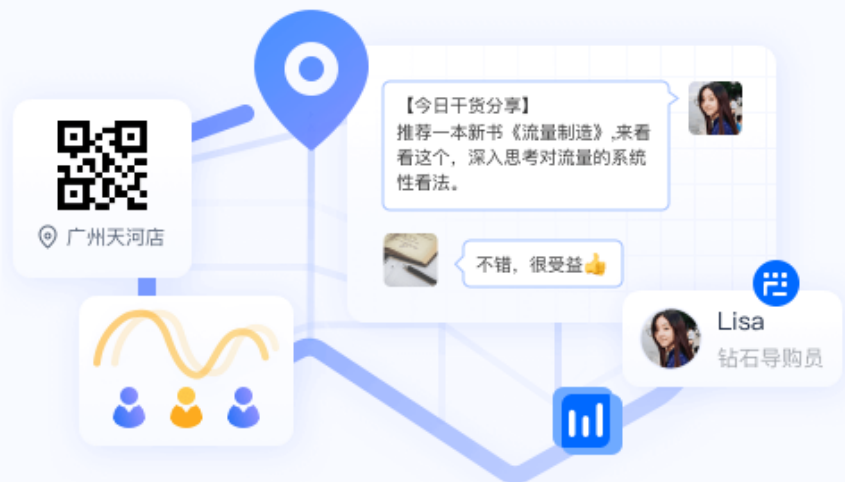 【今日干货分享】
推荐一本新书《流量制造》,来看
看这个，深入思考对流量的系统
性看法。
广州天河店
不错，很受益👍
Lisa
钻石导购员